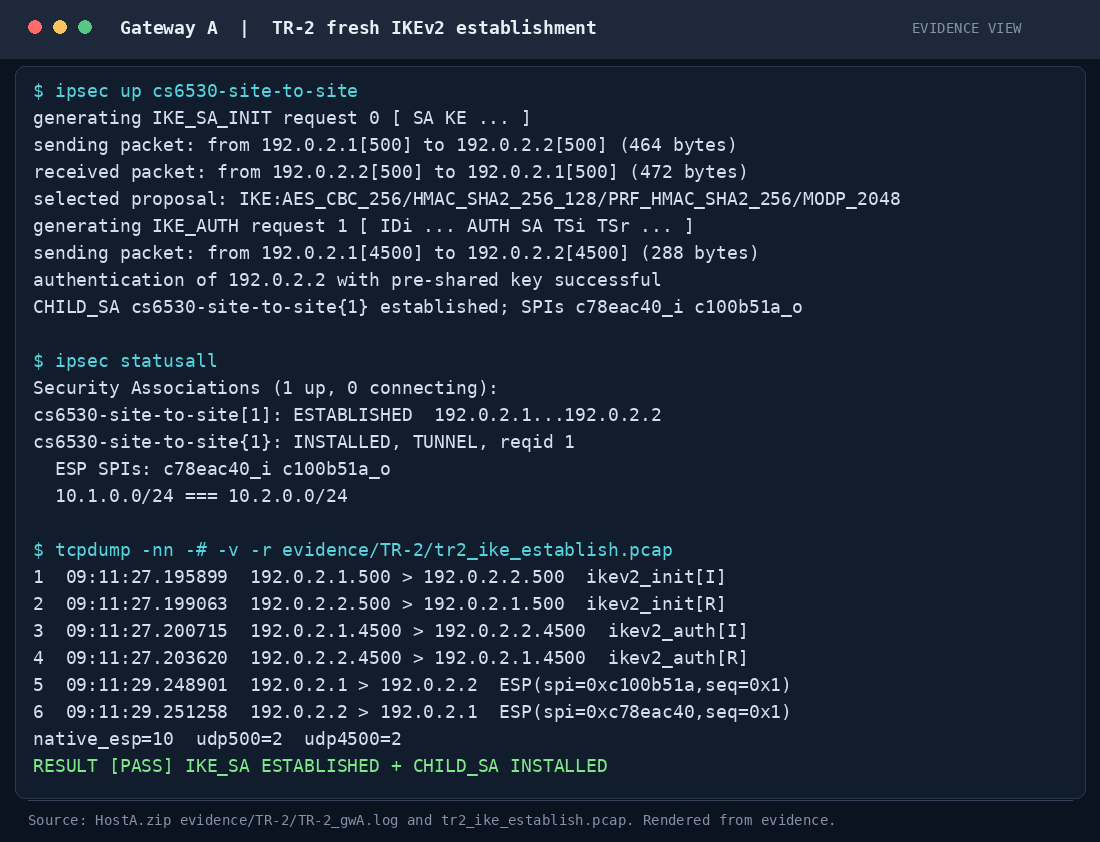 Gateway A  |  TR-2 fresh IKEv2 establishment
EVIDENCE VIEW
$ ipsec up cs6530-site-to-site
generating IKE_SA_INIT request 0 [ SA KE ... ]
sending packet: from 192.0.2.1[500] to 192.0.2.2[500] (464 bytes)
received packet: from 192.0.2.2[500] to 192.0.2.1[500] (472 bytes)
selected proposal: IKE:AES_CBC_256/HMAC_SHA2_256_128/PRF_HMAC_SHA2_256/MODP_2048
generating IKE_AUTH request 1 [ IDi ... AUTH SA TSi TSr ... ]
sending packet: from 192.0.2.1[4500] to 192.0.2.2[4500] (288 bytes)
authentication of 192.0.2.2 with pre-shared key successful
CHILD_SA cs6530-site-to-site{1} established; SPIs c78eac40_i c100b51a_o
$ ipsec statusall
Security Associations (1 up, 0 connecting):
cs6530-site-to-site[1]: ESTABLISHED  192.0.2.1...192.0.2.2
cs6530-site-to-site{1}: INSTALLED, TUNNEL, reqid 1
  ESP SPIs: c78eac40_i c100b51a_o
  10.1.0.0/24 === 10.2.0.0/24
$ tcpdump -nn -# -v -r evidence/TR-2/tr2_ike_establish.pcap
1  09:11:27.195899  192.0.2.1.500 > 192.0.2.2.500  ikev2_init[I]
2  09:11:27.199063  192.0.2.2.500 > 192.0.2.1.500  ikev2_init[R]
3  09:11:27.200715  192.0.2.1.4500 > 192.0.2.2.4500  ikev2_auth[I]
4  09:11:27.203620  192.0.2.2.4500 > 192.0.2.1.4500  ikev2_auth[R]
5  09:11:29.248901  192.0.2.1 > 192.0.2.2  ESP(spi=0xc100b51a,seq=0x1)
6  09:11:29.251258  192.0.2.2 > 192.0.2.1  ESP(spi=0xc78eac40,seq=0x1)
native_esp=10  udp500=2  udp4500=2
RESULT [PASS] IKE_SA ESTABLISHED + CHILD_SA INSTALLED
Source: HostA.zip evidence/TR-2/TR-2_gwA.log and tr2_ike_establish.pcap. Rendered from evidence.